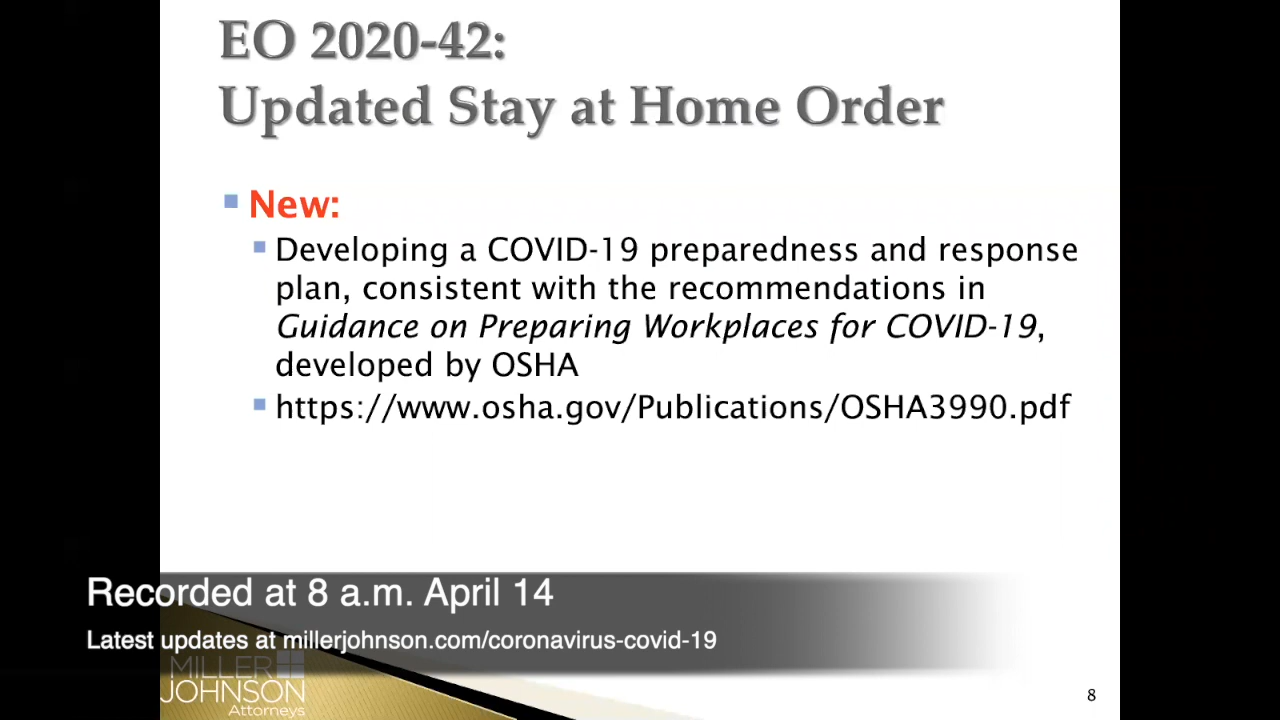 EO 2020-42:
Updated Stay at Home Order
New:
Developing a COVID-19 preparedness and response
plan, consistent with the recommendations in
Guidance on Preparing Workplaces for COVID-19,
developed by OSHA
https://www.osha.gov/Publications/OSHA3990.pdf
Recorded at 8 a.m. April 14
Latest updates at millerjohnson.com/coronavirus-covid-19
MILLER
JOHNSON
Attorneys
8